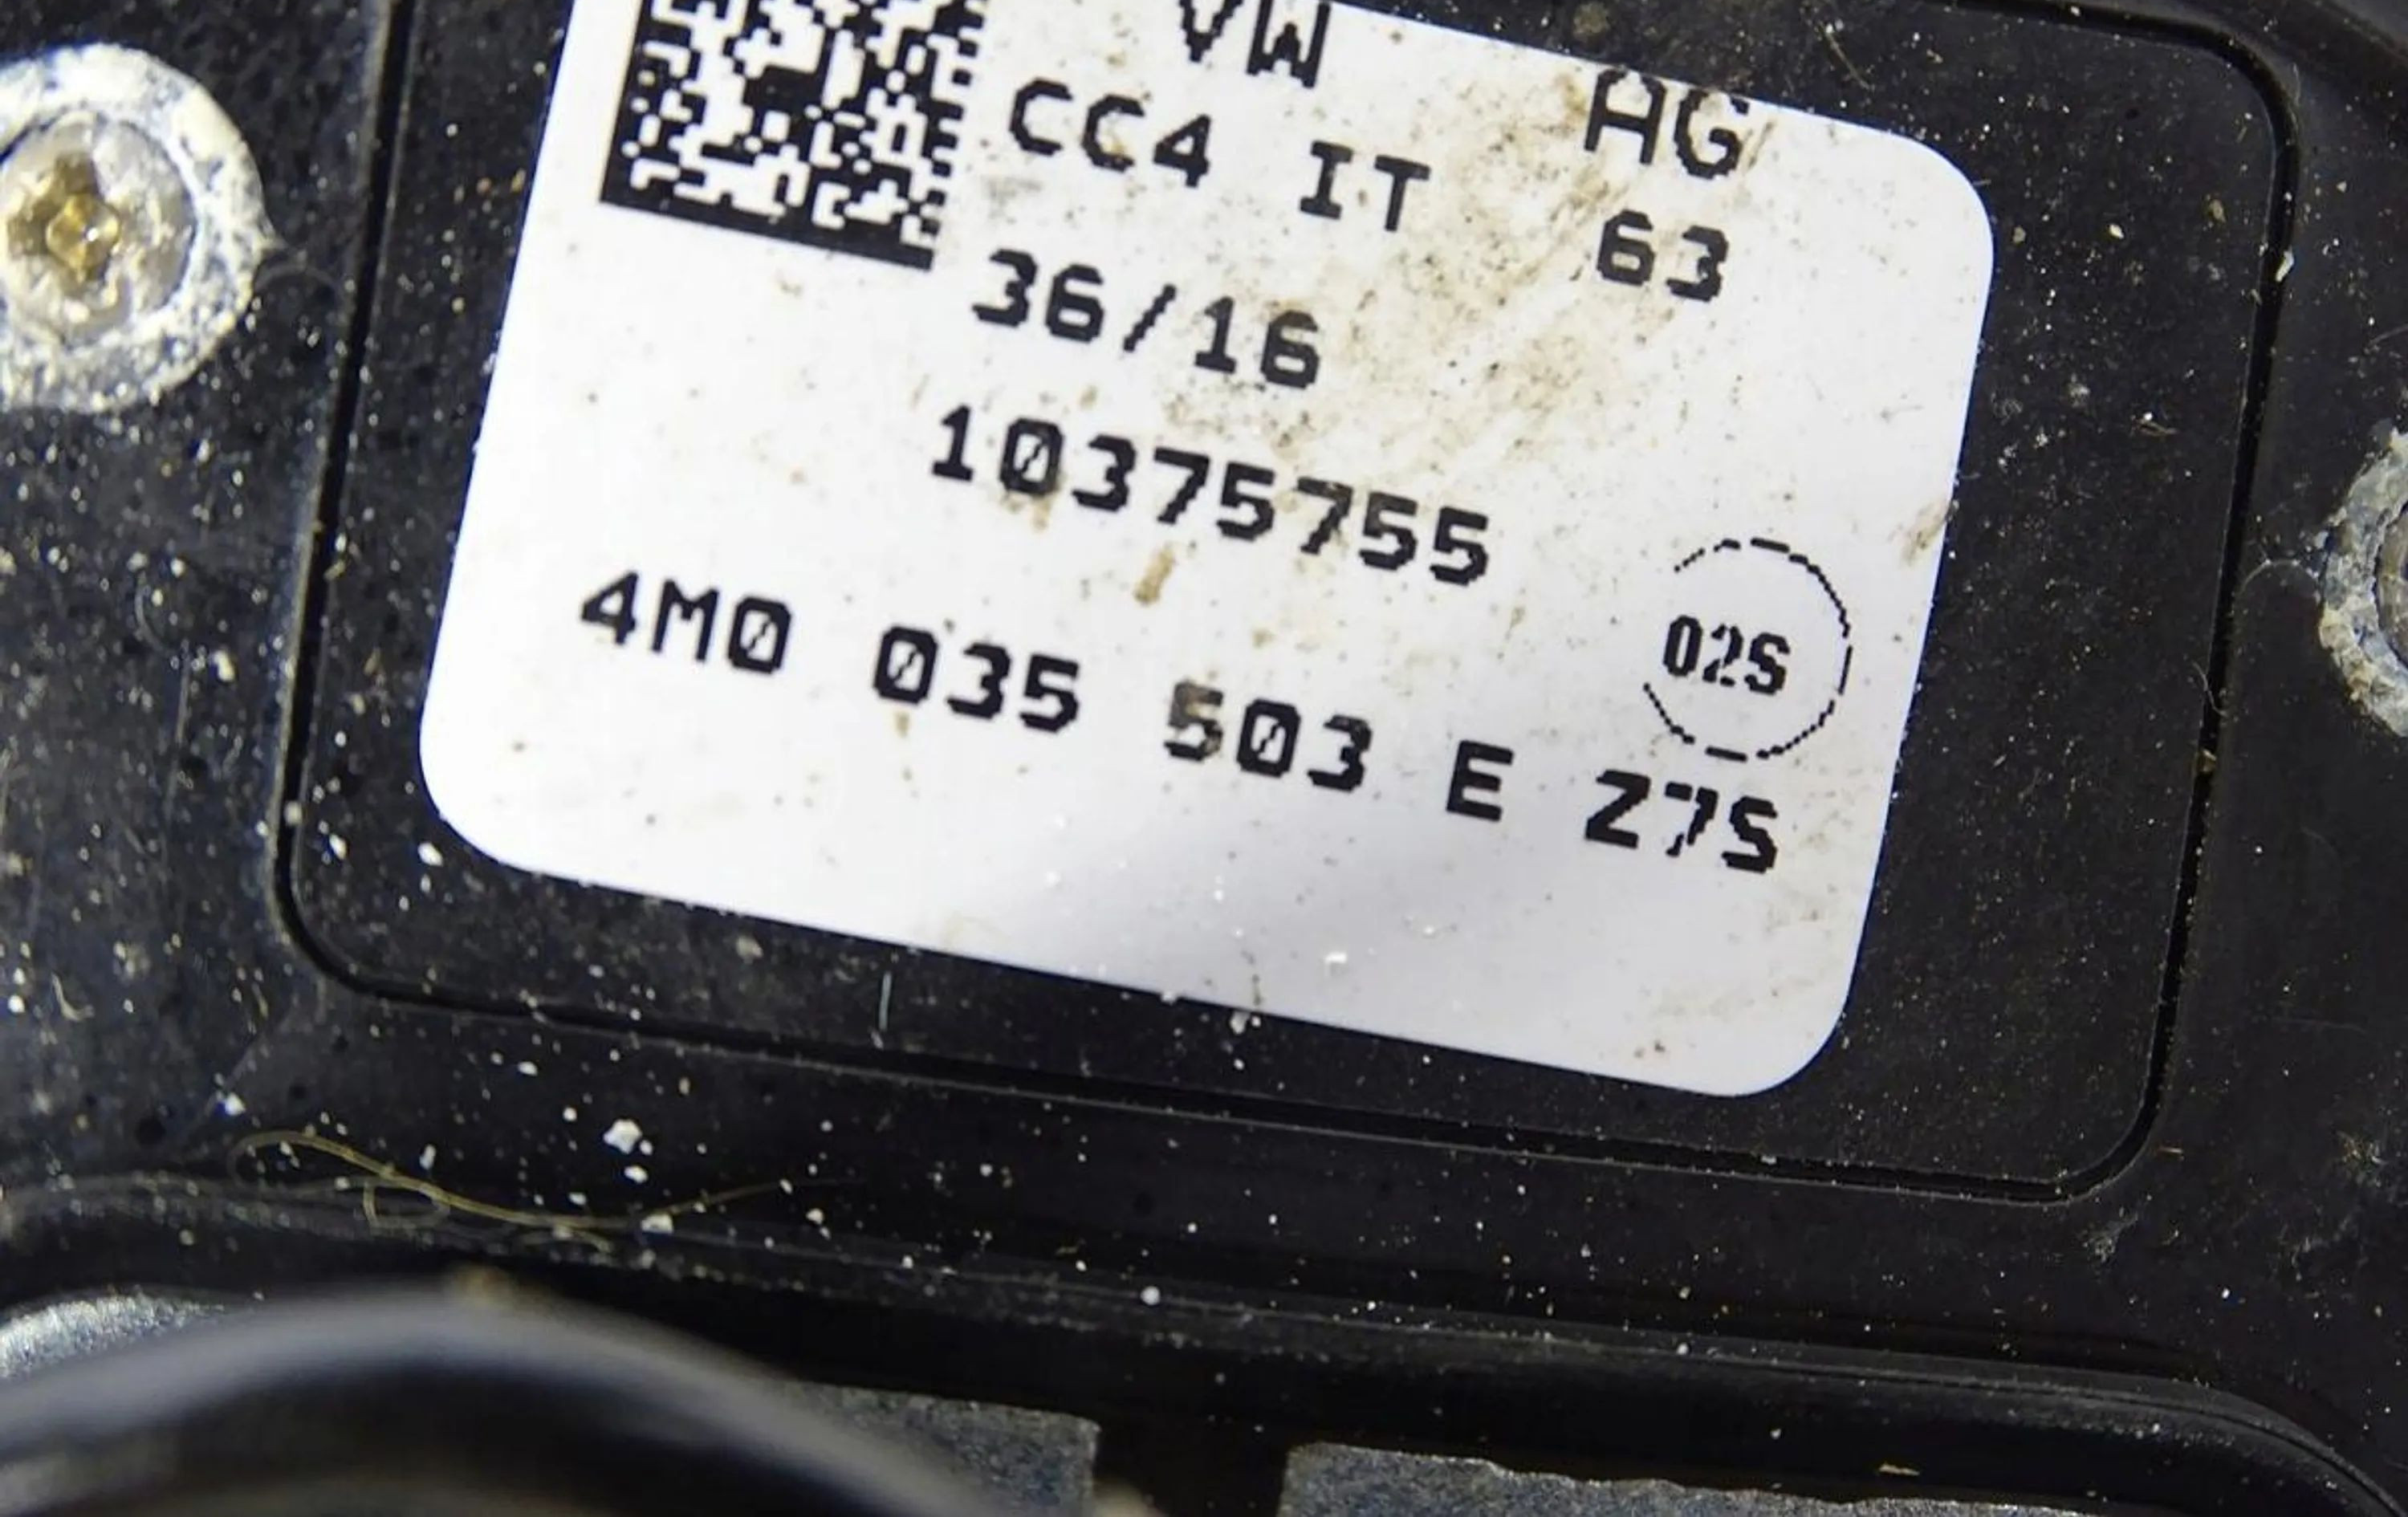 VW AG
CC4 IT 63
36/16
10375755
02S
4M0 035 503 E Z7S